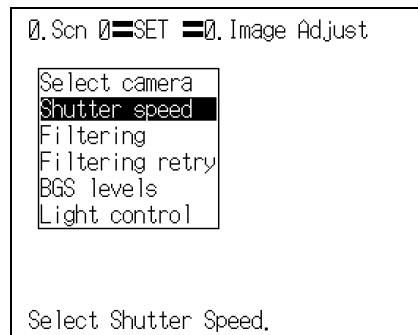 0.Scn 0=SET =0.Image Adjust
Select camera
Shutter speed
Filtering
Filtering retry
BGS levels
Light control
Select Shutter Speed.